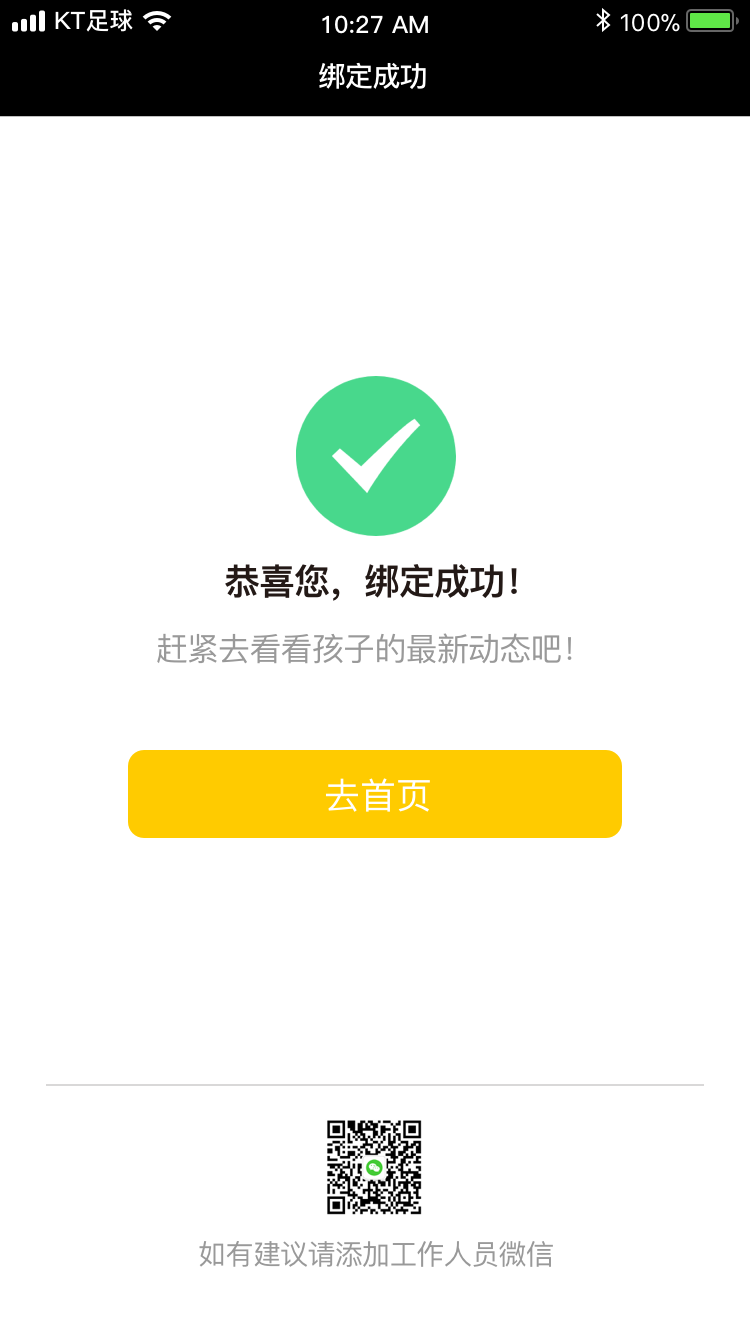 KT足球
10:27 AM
100%
绑定成功
恭喜您，绑定成功！
赶紧去看看孩子的最新动态吧！
去首页
如有建议请添加工作人员微信